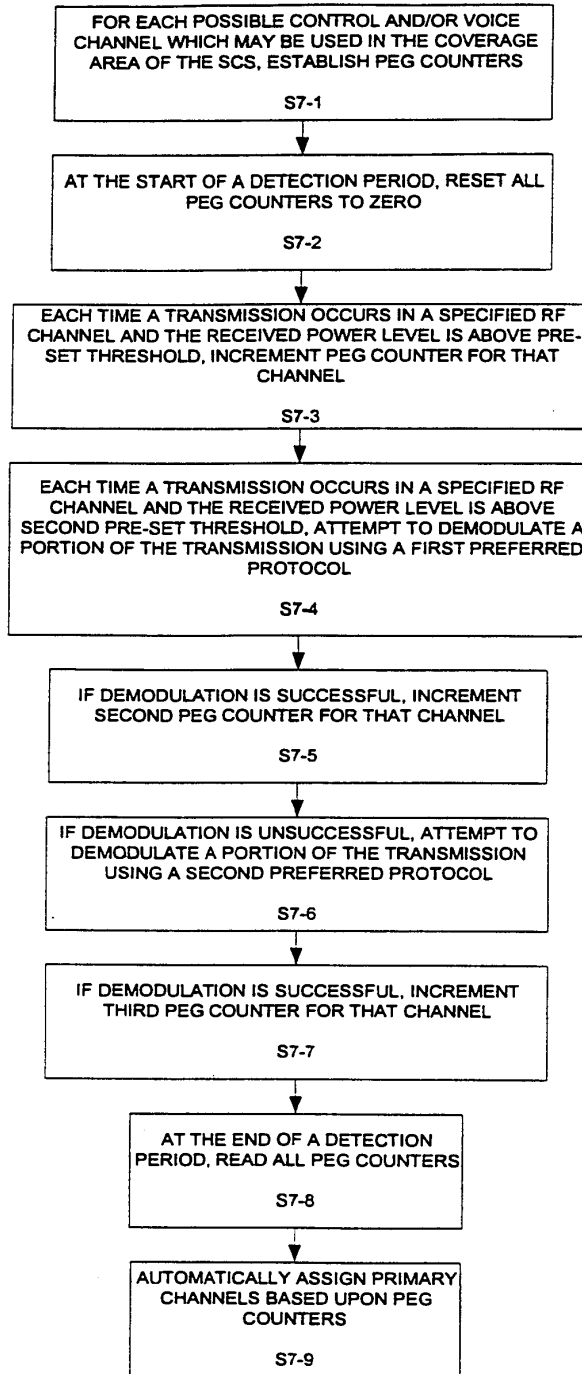 FOR EACH POSSIBLE CONTROL AND/OR VOICE
CHANNEL WHICH MAY BE USED IN THE COVERAGE
AREA OF THE SCS, ESTABLISH PEG COUNTERS
S7-1
AT THE START OF A DETECTION PERIOD, RESET ALL
PEG COUNTERS TO ZERO
S7-2
EACH TIME A TRANSMISSION OCCURS IN A SPECIFIED RF
CHANNEL AND THE RECEIVED POWER LEVEL IS ABOVE PRE-
SET THRESHOLD, INCREMENT PEG COUNTER FOR THAT
CHANNEL
S7-3
EACH TIME A TRANSMISSION OCCURS IN A SPECIFIED RF
CHANNEL AND THE RECEIVED POWER LEVEL IS ABOVE
SECOND PRE-SET THRESHOLD, ATTEMPT TO DEMODULATE A
PORTION OF THE TRANSMISSION USING A FIRST PREFERRED
PROTOCOL
S7-4
IF DEMODULATION IS SUCCESSFUL, INCREMENT
SECOND PEG COUNTER FOR THAT CHANNEL
S7-5
IF DEMODULATION IS UNSUCCESSFUL, ATTEMPT TO
DEMODULATE A PORTION OF THE TRANSMISSION
USING A SECOND PREFERRED PROTOCOL
S7-6
IF DEMODULATION IS SUCCESSFUL, INCREMENT
THIRD PEG COUNTER FOR THAT CHANNEL
S7-7
AT THE END OF A DETECTION
PERIOD, READ ALL PEG COUNTERS
S7-8
AUTOMATICALLY ASSIGN PRIMARY
CHANNELS BASED UPON PEG
COUNTERS
S7-9